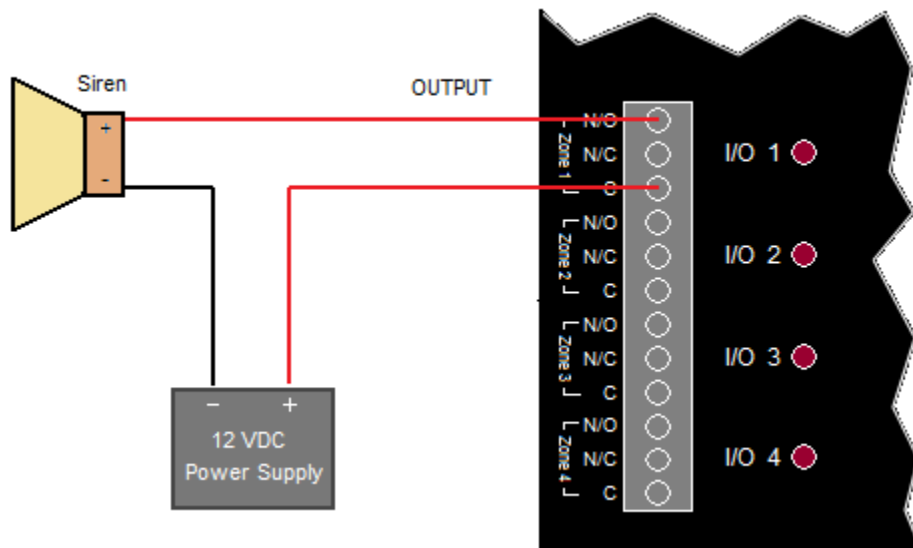 Siren
+
-
OUTPUT
− +
12 VDC
Power Supply
Zone 1
N/O
N/C
C
I/O 1
Zone 2
N/O
N/C
C
I/O 2
Zone 3
N/O
N/C
C
I/O 3
Zone 4
N/O
N/C
C
I/O 4